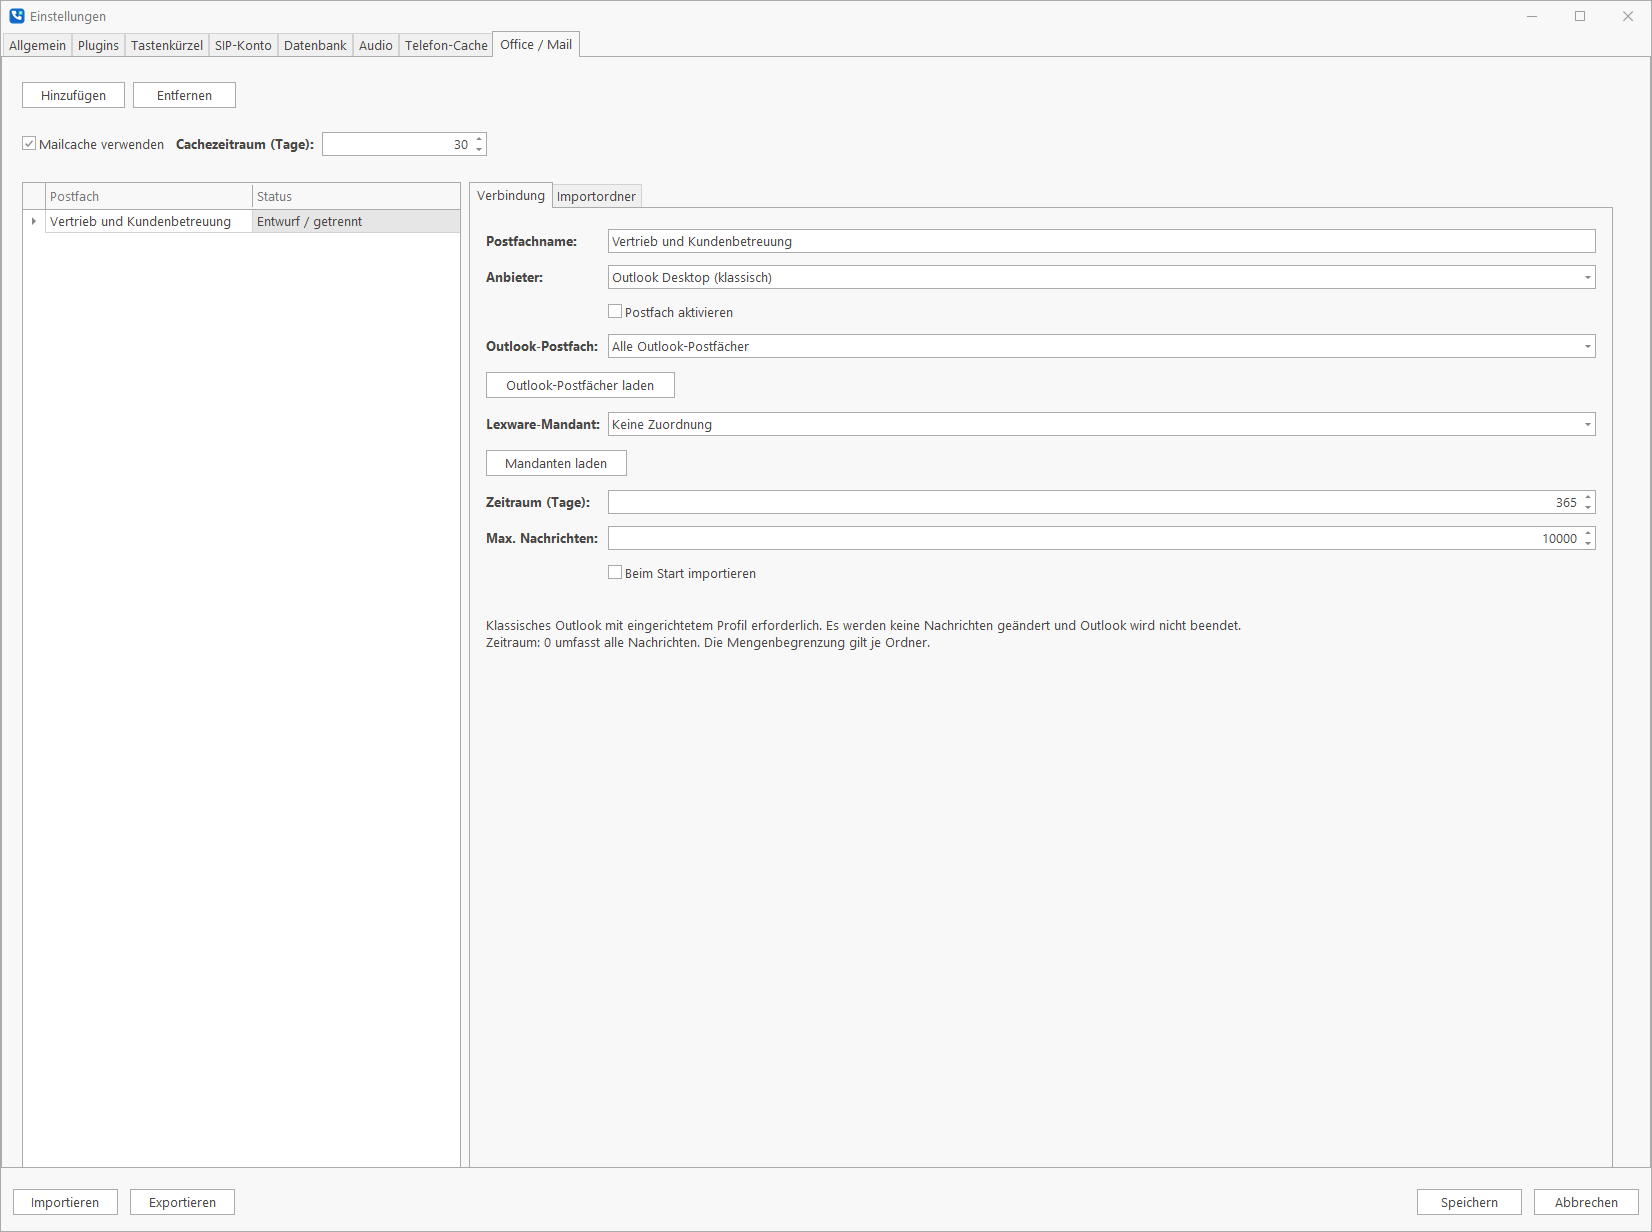 Einstellungen
Allgemein Plugins Tastenkürzel SIP-Konto Datenbank Audio Telefon-Cache Office / Mail
Hinzufügen Entfernen
Mailcache verwenden Cachezeitraum (Tage): 30
Postfach Status
Vertrieb und Kundenbetreuung Entwurf / getrennt
Verbindung Importordner
Postfachname: Vertrieb und Kundenbetreuung
Anbieter: Outlook Desktop (klassisch)
Postfach aktivieren
Outlook-Postfach: Alle Outlook-Postfächer
Outlook-Postfächer laden
Lexware-Mandant: Keine Zuordnung
Mandanten laden
Zeitraum (Tage): 365
Max. Nachrichten: 10000
Beim Start importieren
Klassisches Outlook mit eingerichtetem Profil erforderlich. Es werden keine Nachrichten geändert und Outlook wird nicht beendet.
Zeitraum: 0 umfasst alle Nachrichten. Die Mengenbegrenzung gilt je Ordner.
Importieren Exportieren Speichern Abbrechen